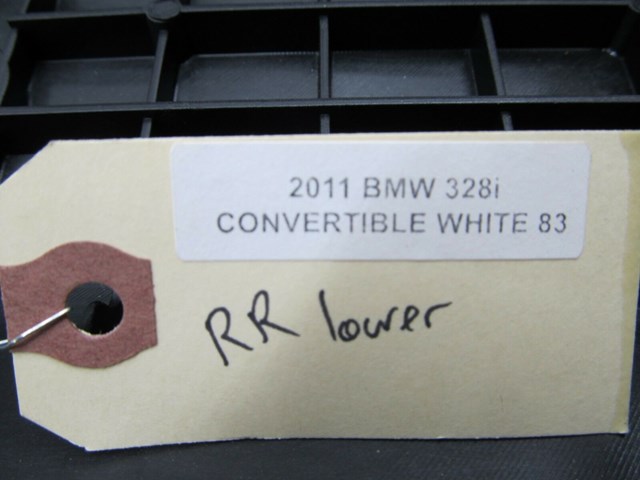 2011 BMW 328i
CONVERTIBLE WHITE 83
RR lower